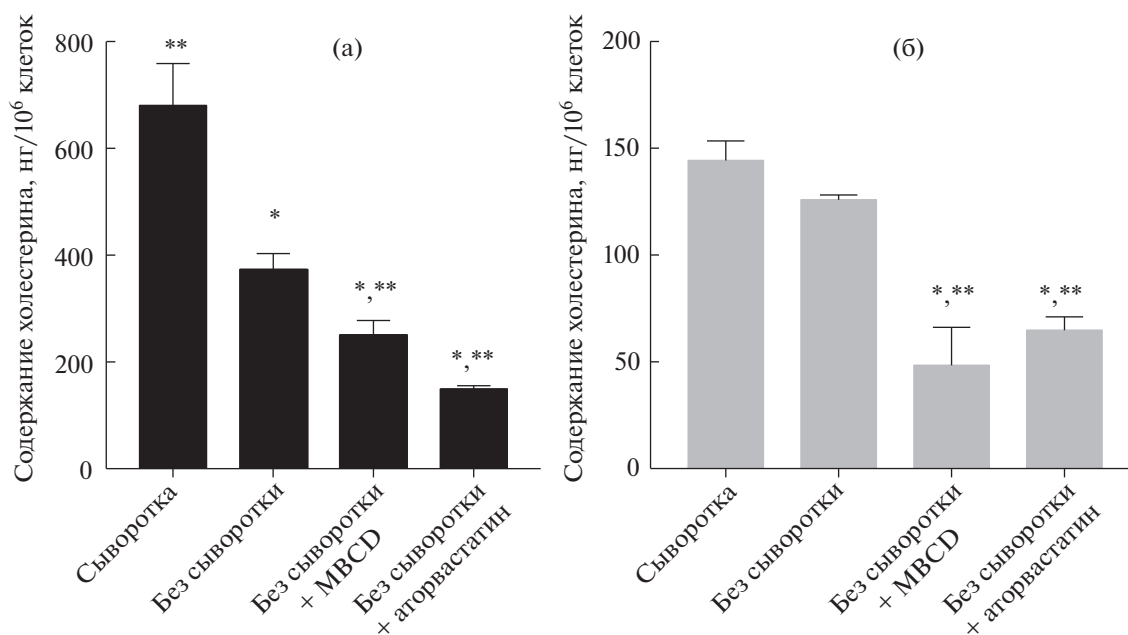 Содержание холестерина, нг/10⁶ клеток
800
600
400
200
0
(а)
**
*
*,**
*,**
Сыворотка
Без сыворотки
Без сыворотки
+ MBCD
Без сыворотки
+ аторвастатин
Содержание холестерина, нг/10⁶ клеток
200
150
100
50
0
(б)
*,**
*,**
Сыворотка
Без сыворотки
Без сыворотки
+ MBCD
Без сыворотки
+ аторвастатин